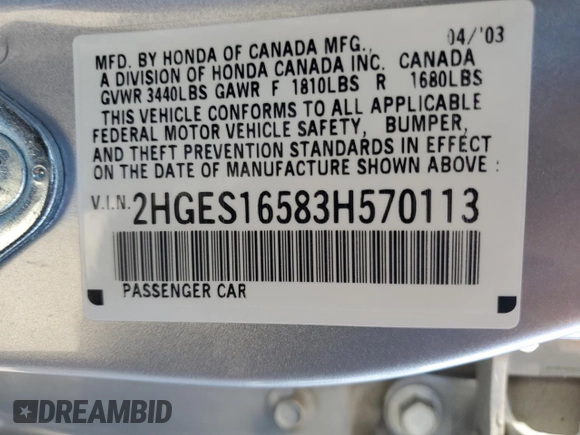 MFD. BY HONDA OF CANADA MFG., 04/'03
A DIVISION OF HONDA CANADA INC. CANADA
GVWR 3440LBS GAWR F 1810LBS R 1680LBS
THIS VEHICLE CONFORMS TO ALL APPLICABLE
FEDERAL MOTOR VEHICLE SAFETY, BUMPER,
AND THEFT PREVENTION STANDARDS IN EFFECT
ON THE DATE OF MANUFACTURE SHOWN ABOVE :
V.I.N. 2HGES16583H570113
PASSENGER CAR
DREAMBID